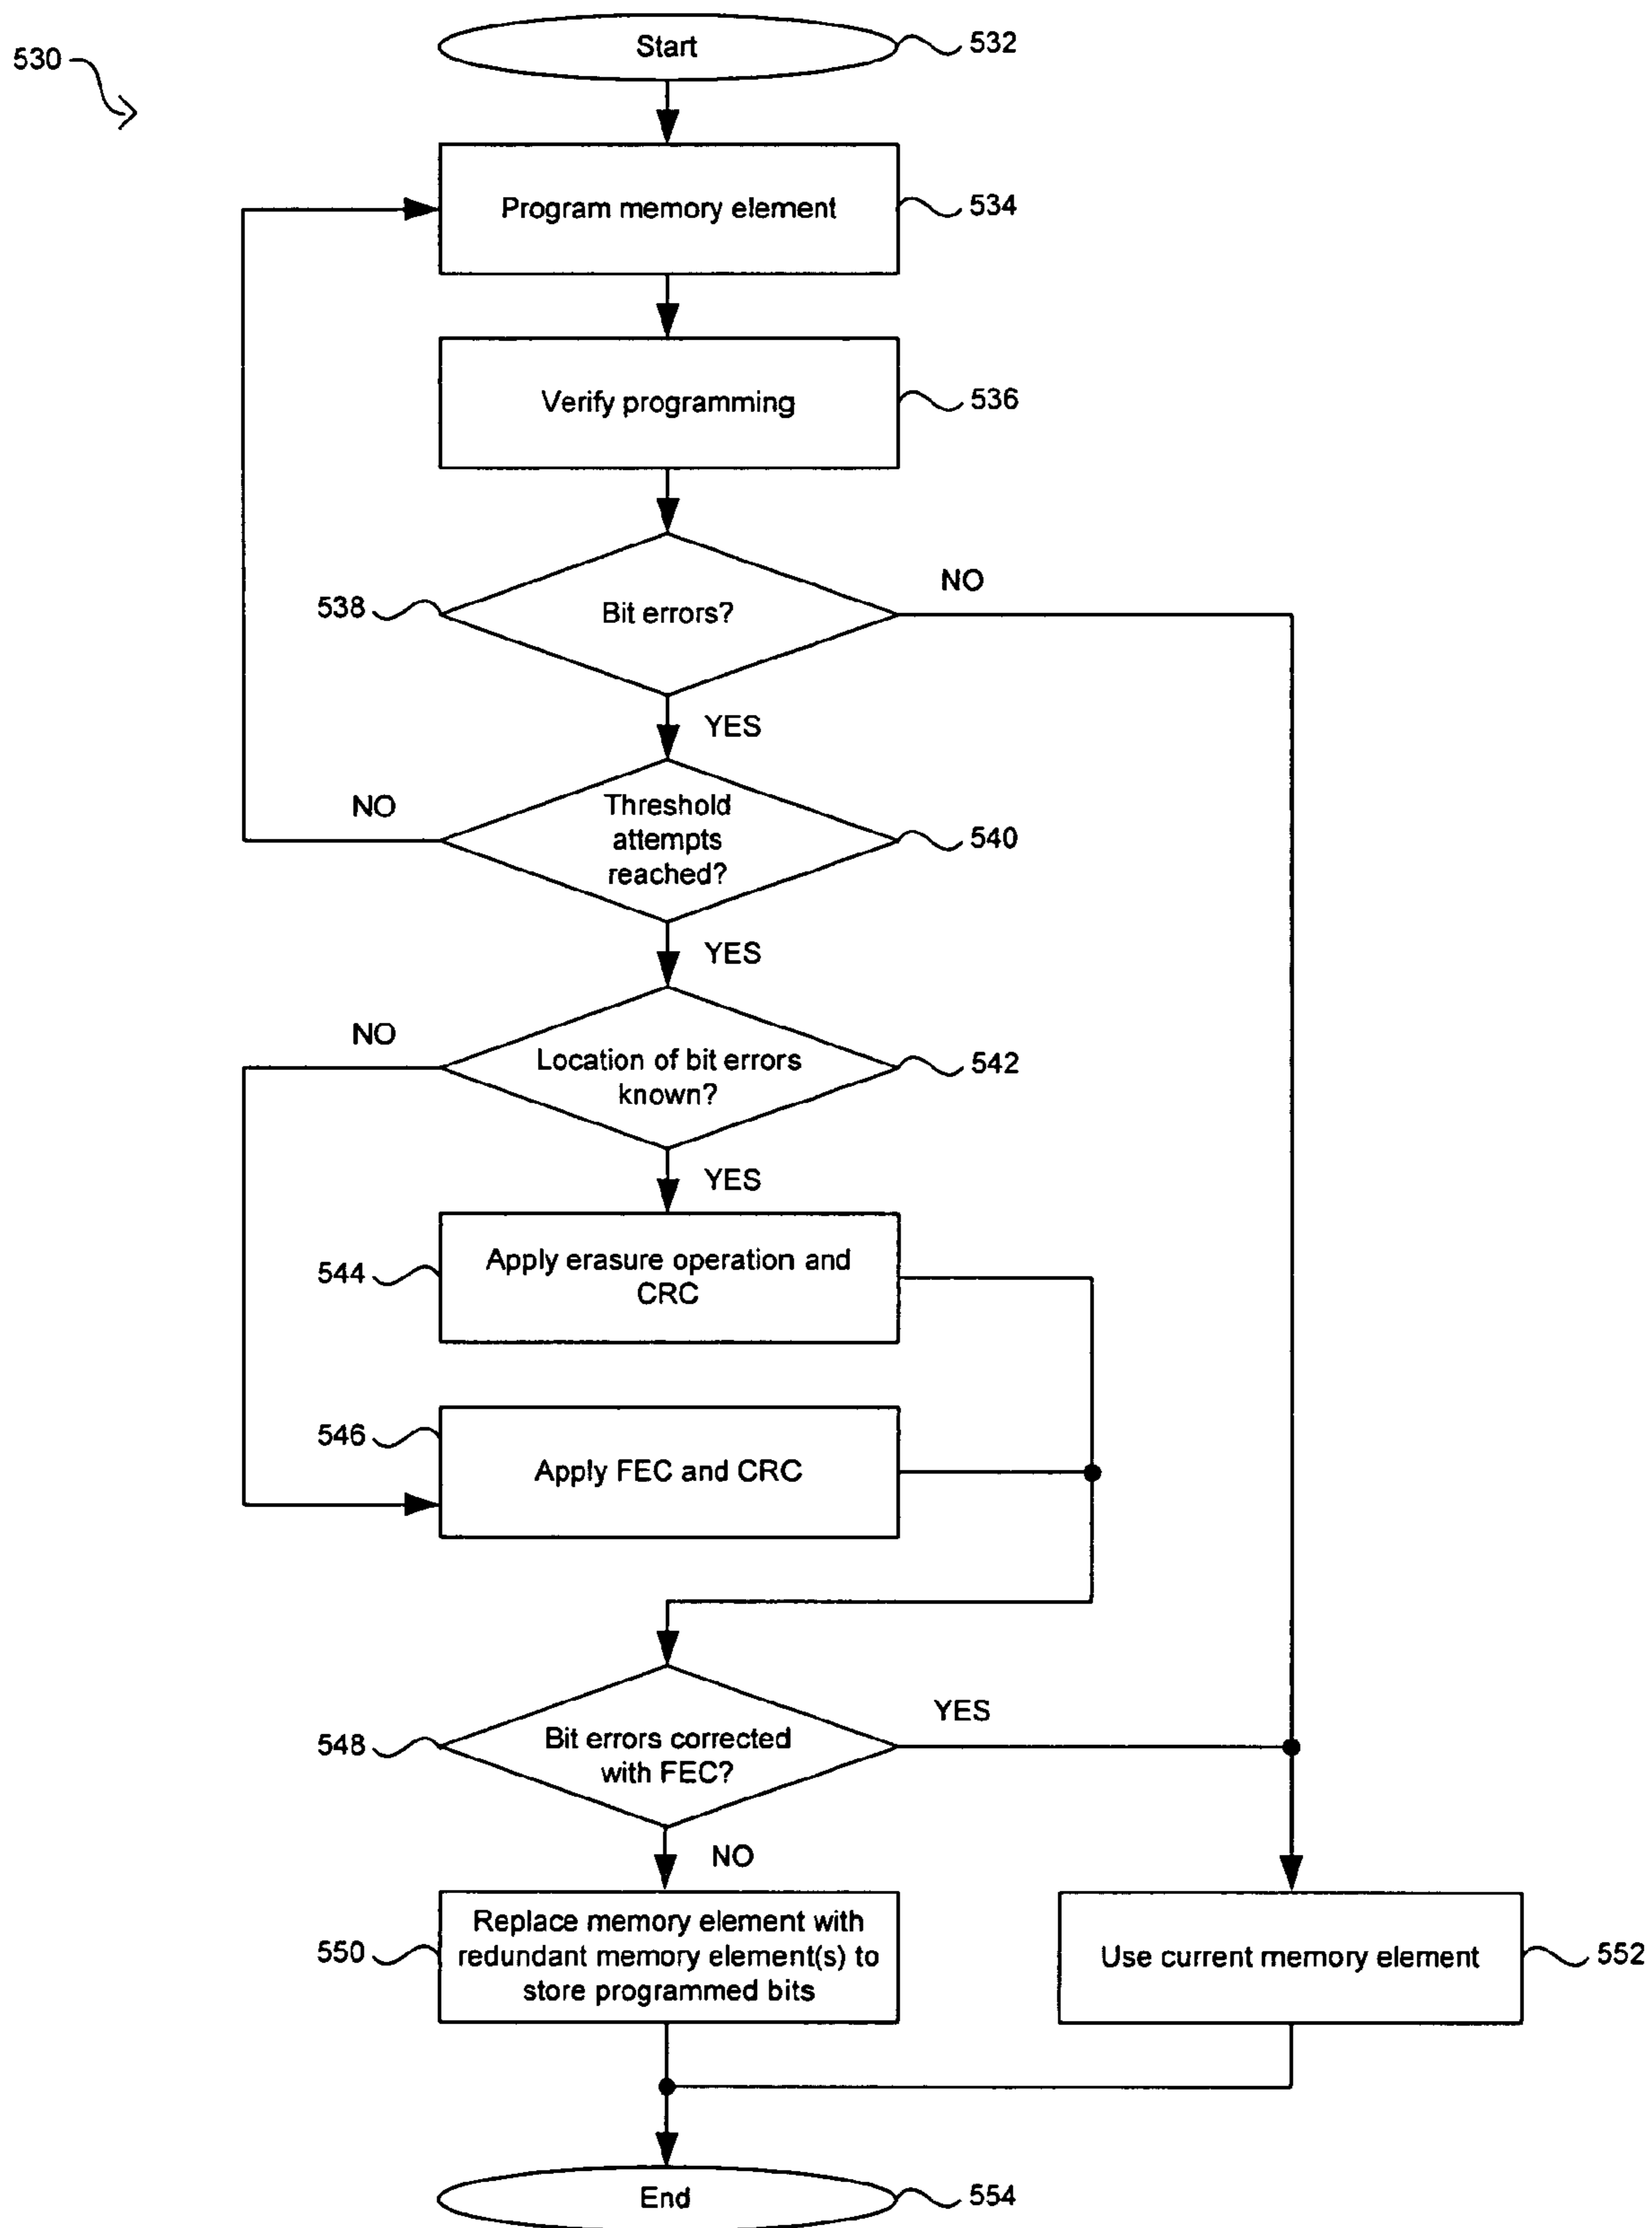 530
Start
532
Program memory element
534
Verify programming
536
NO
538
Bit errors?
YES
NO
Threshold
attempts
reached?
540
YES
NO
Location of bit errors
known?
542
YES
544
Apply erasure operation and
CRC
546
Apply FEC and CRC
YES
548
Bit errors corrected
with FEC?
NO
550
Replace memory element with
redundant memory element(s) to
store programmed bits
Use current memory element
552
End
554